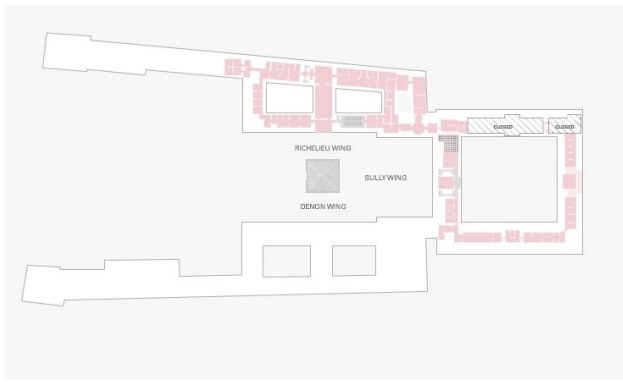 CLOSED
CLOSED
RICHELIEU WING
SULLY WING
DENON WING